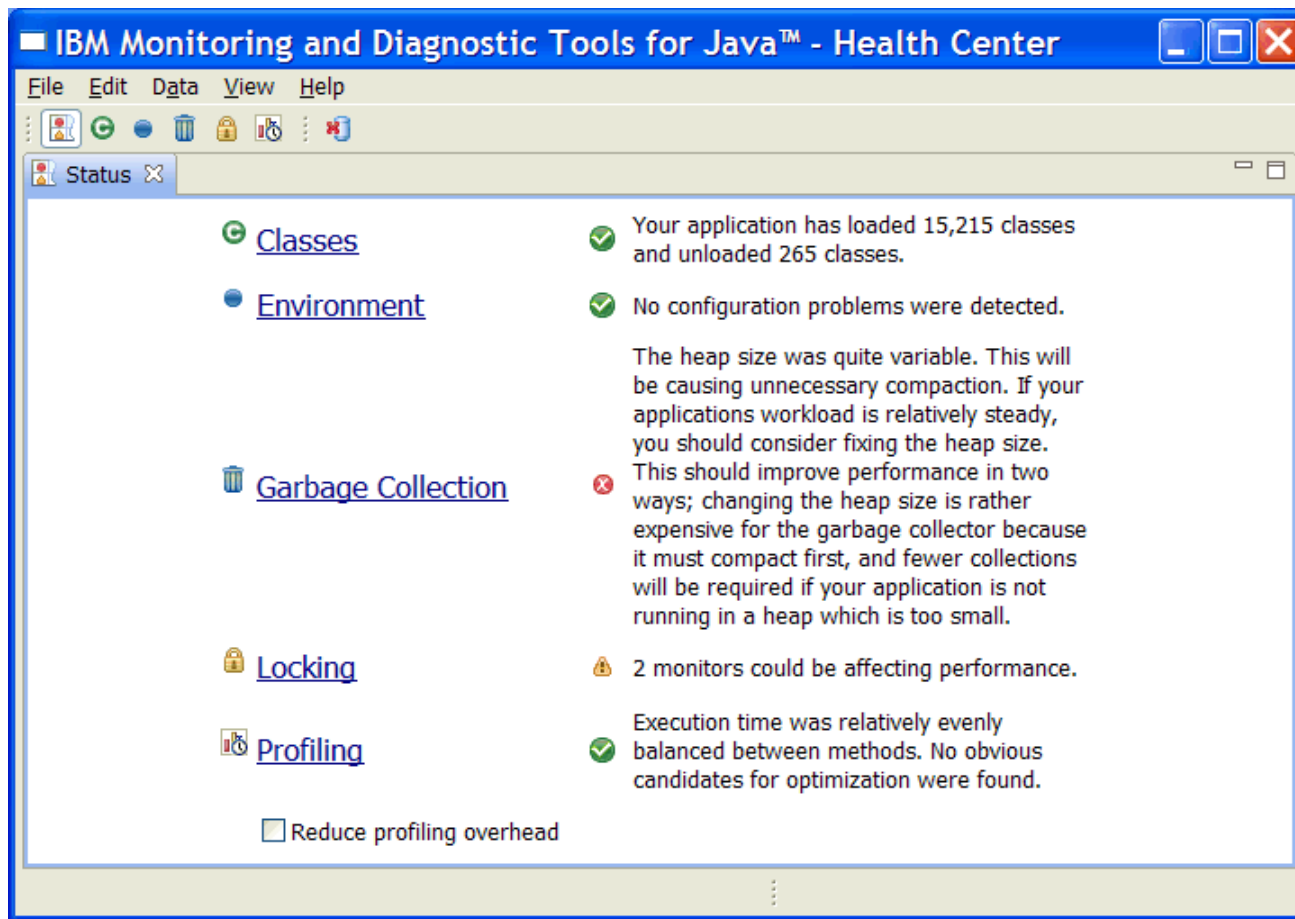 IBM Monitoring and Diagnostic Tools for Java™ - Health Center
File Edit Data View Help
Status
Classes
Your application has loaded 15,215 classes
and unloaded 265 classes.
Environment
No configuration problems were detected.
Garbage Collection
The heap size was quite variable. This will
be causing unnecessary compaction. If your
applications workload is relatively steady,
you should consider fixing the heap size.
This should improve performance in two
ways; changing the heap size is rather
expensive for the garbage collector because
it must compact first, and fewer collections
will be required if your application is not
running in a heap which is too small.
Locking
2 monitors could be affecting performance.
Profiling
Execution time was relatively evenly
balanced between methods. No obvious
candidates for optimization were found.
Reduce profiling overhead